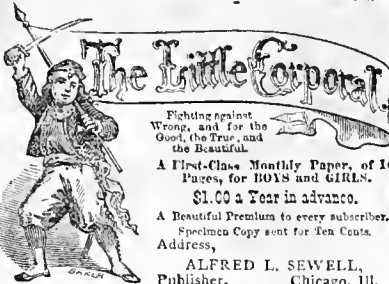 The Little Corporal,
Fighting against
Wrong, and for the
Good, the True, and
the Beautiful.
A First-Class Monthly Paper, of 16
Pages, for BOYS and GIRLS.
$1.00 a Year in advance.
A Beautiful Premium to every subscriber.
Specimen Copy sent for Ten Cents.
Address,
ALFRED L. SEWELL,
Publisher, Chicago, Ill.
BAKER